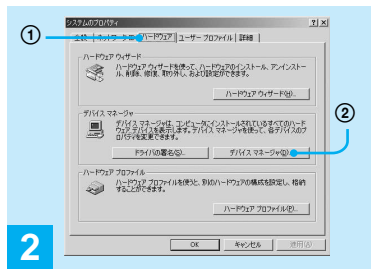 システムのプロパティ
①
全般 ネットワーク ID ハードウェア ユーザー プロファイル 詳細
ハードウェア ウィザード
ハードウェア ウィザードを使って、ハードウェアのインストール、アンインストー
ル、削除、修復、取り外し、および設定ができます。
ハードウェア ウィザード(H)...
デバイス マネージャ
②
デバイス マネージャは、コンピュータにインストールされているすべてのハード
ウェア デバイスを表示します。デバイス マネージャを使って、各デバイスのプ
ロパティを変更できます。
ドライバの署名(S)... デバイス マネージャ(D)...
ハードウェア プロファイル
ハードウェア プロファイルを使うと、別のハードウェアの構成を設定し、格納
することができます。
ハードウェア プロファイル(P)...
2
OK キャンセル 適用(A)